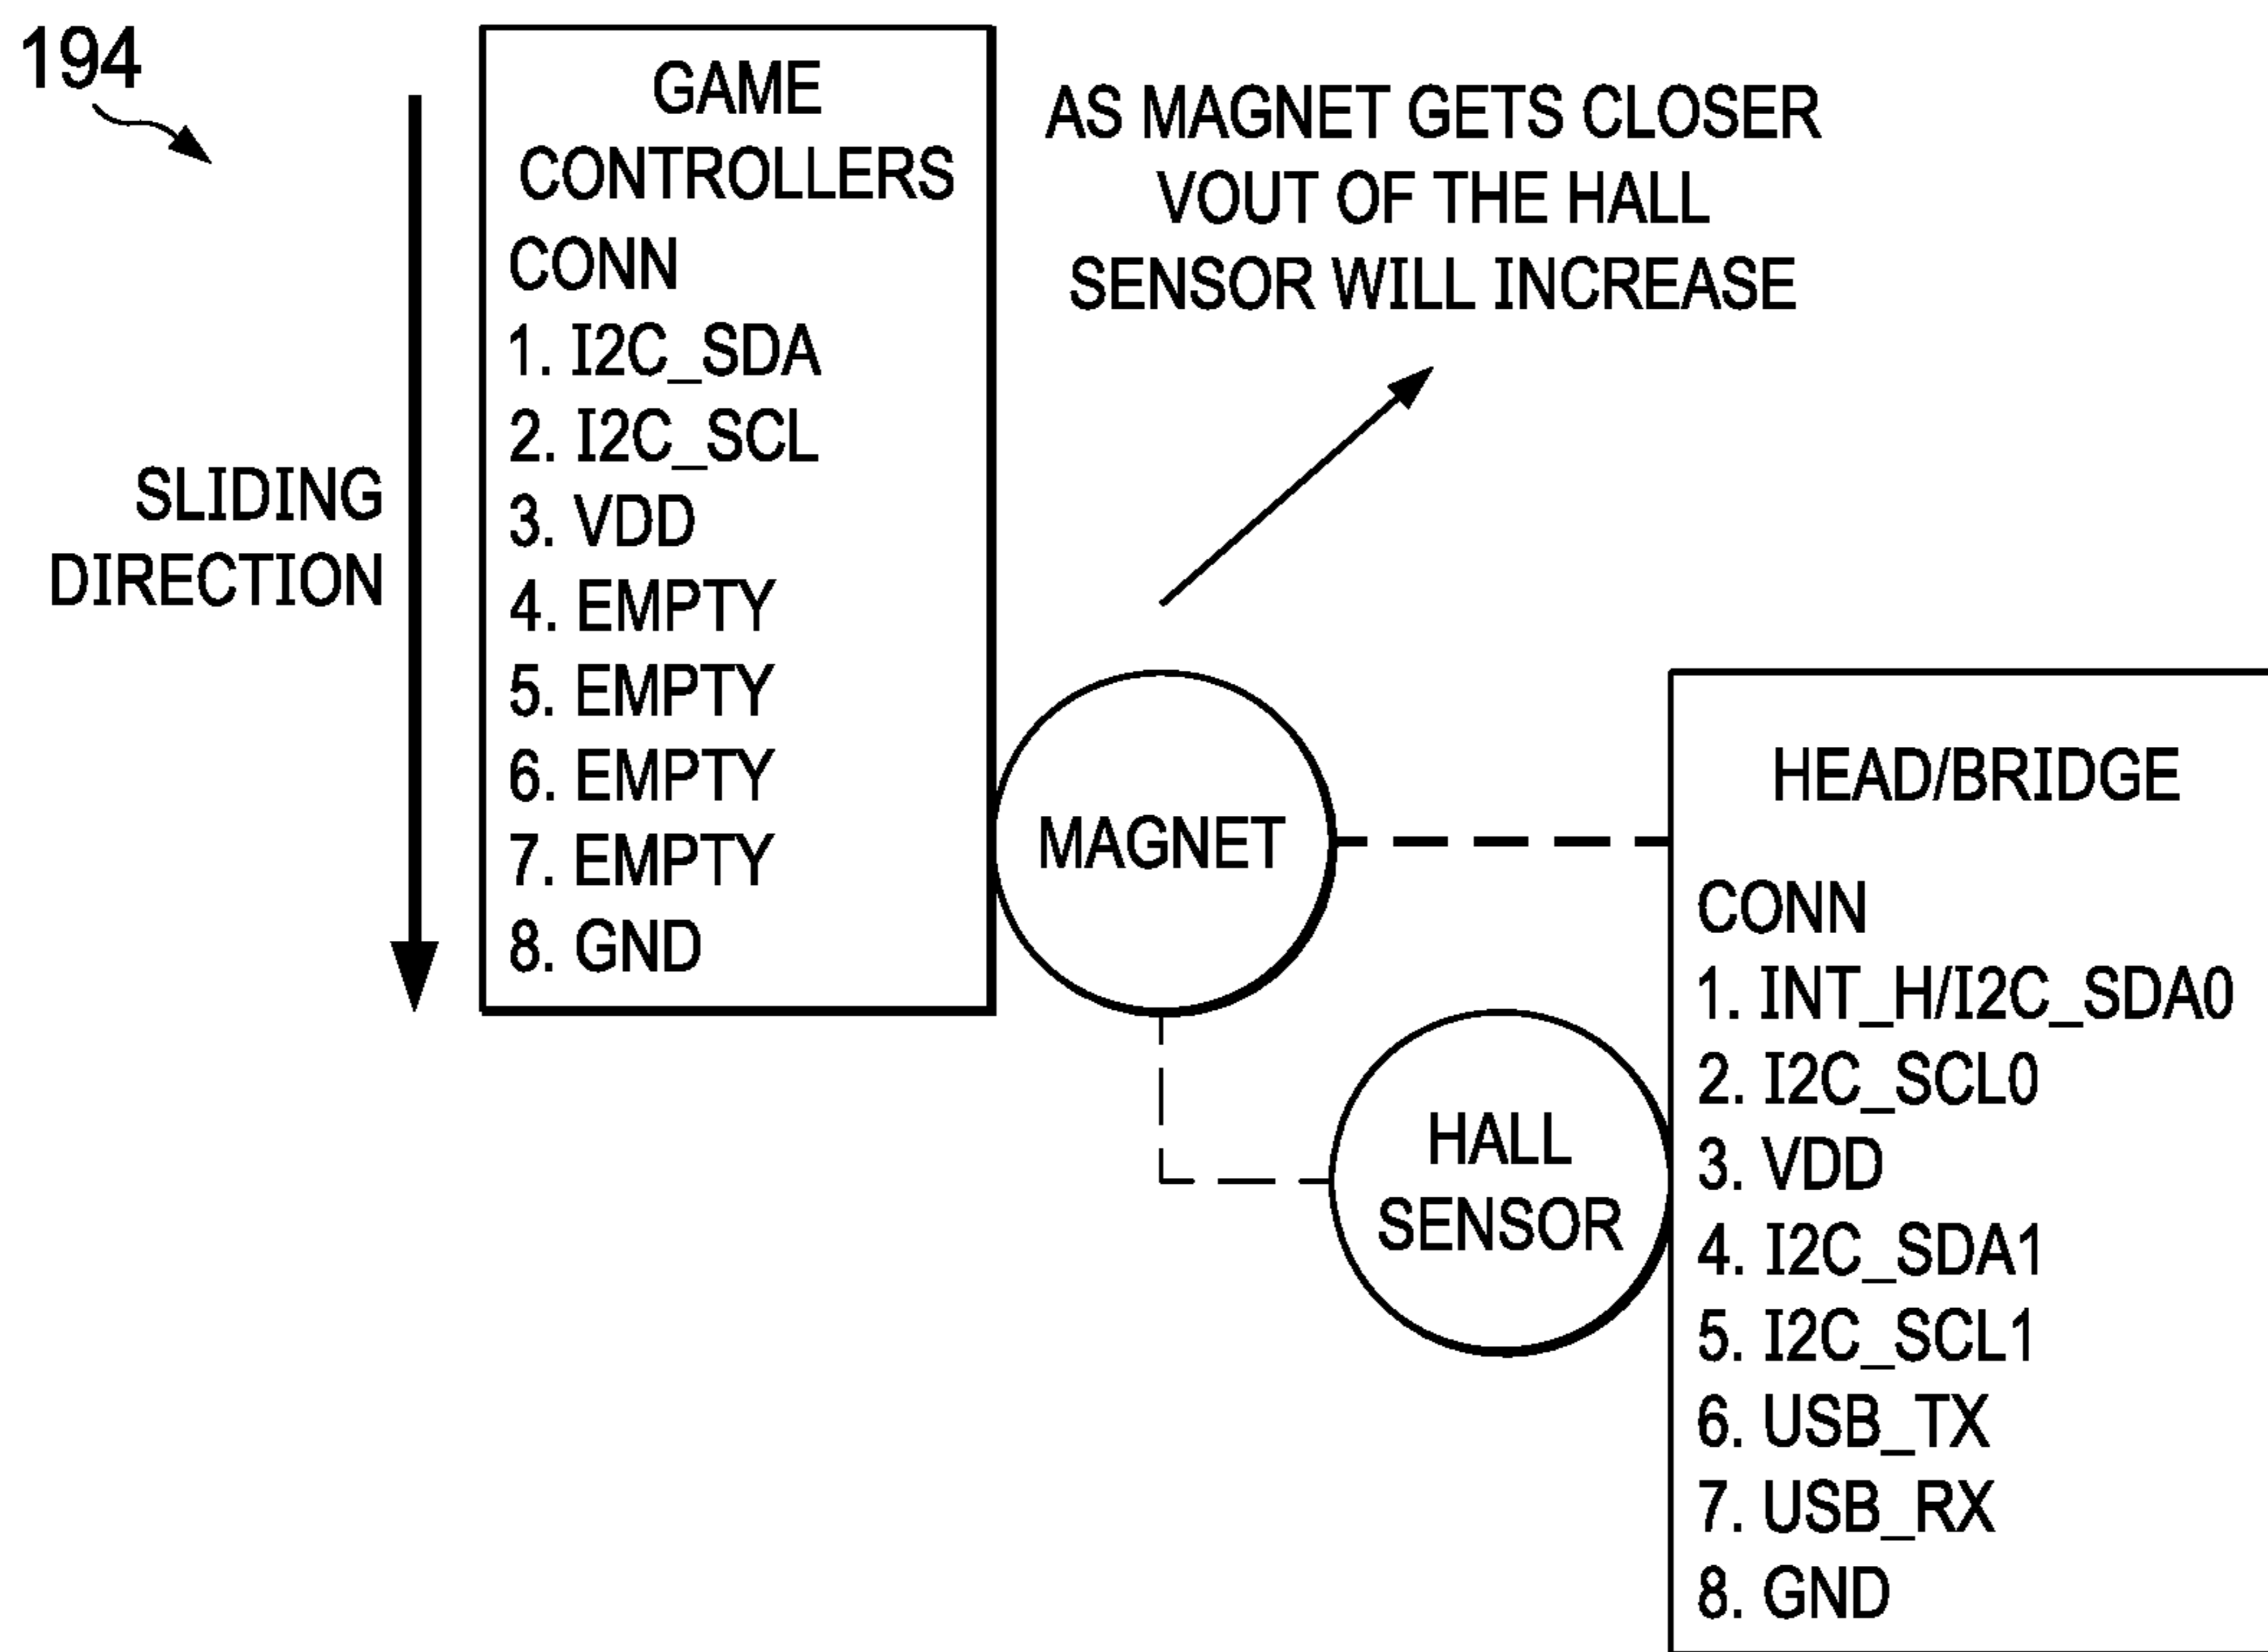 194
GAME
CONTROLLERS
CONN
1. I2C_SDA
2. I2C_SCL
3. VDD
4. EMPTY
5. EMPTY
6. EMPTY
7. EMPTY
8. GND
SLIDING
DIRECTION
AS MAGNET GETS CLOSER
VOUT OF THE HALL
SENSOR WILL INCREASE
MAGNET
HALL
SENSOR
HEAD/BRIDGE
CONN
1. INT_H/I2C_SDA0
2. I2C_SCL0
3. VDD
4. I2C_SDA1
5. I2C_SCL1
6. USB_TX
7. USB_RX
8. GND